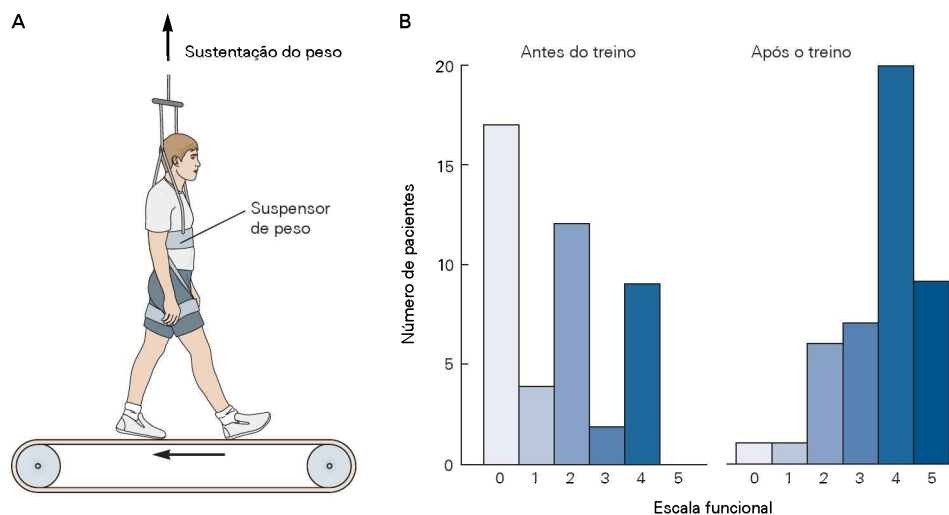 A
Sustentação do peso
Suspensor
de peso
B
Antes do treino
Após o treino
Número de pacientes
20
15
10
5
0
0 1 2 3 4 5
0 1 2 3 4 5
Escala funcional